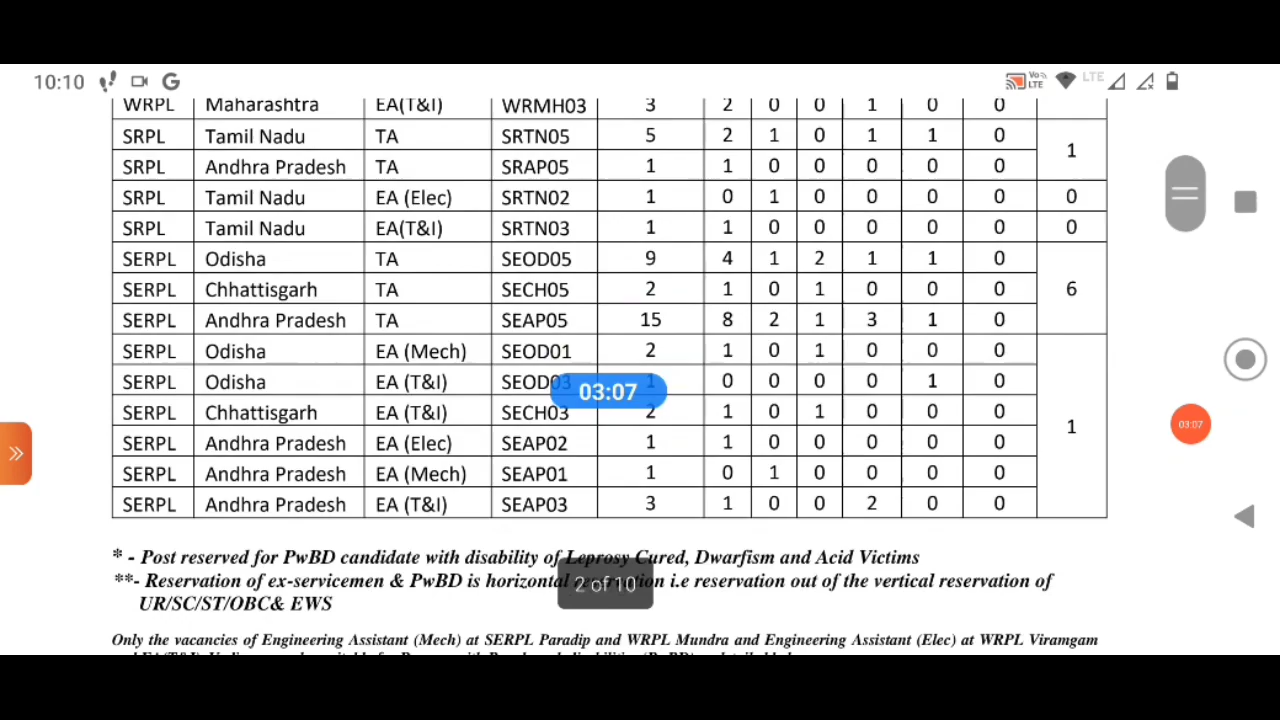 10:10 G Vo LTE LTE
WRPL Maharashtra EA(T&I) WRMH03 3 2 0 0 1 0 0
SRPL Tamil Nadu TA SRTN05 5 2 1 0 1 1 0 1
SRPL Andhra Pradesh TA SRAP05 1 1 0 0 0 0 0
SRPL Tamil Nadu EA (Elec) SRTN02 1 0 1 0 0 0 0 0
SRPL Tamil Nadu EA(T&I) SRTN03 1 1 0 0 0 0 0 0
SERPL Odisha TA SEOD05 9 4 1 2 1 1 0
SERPL Chhattisgarh TA SECH05 2 1 0 1 0 0 0 6
SERPL Andhra Pradesh TA SEAP05 15 8 2 1 3 1 0
SERPL Odisha EA (Mech) SEOD01 2 1 0 1 0 0 0
SERPL Odisha EA (T&I) SEOD03 1 0 0 0 0 1 0
03:07
SERPL Chhattisgarh EA (T&I) SECH03 2 1 0 1 0 0 0 1
03:07
SERPL Andhra Pradesh EA (Elec) SEAP02 1 1 0 0 0 0 0
SERPL Andhra Pradesh EA (Mech) SEAP01 1 0 1 0 0 0 0
SERPL Andhra Pradesh EA (T&I) SEAP03 3 1 0 0 2 0 0
* - Post reserved for PwBD candidate with disability of Leprosy Cured, Dwarfism and Acid Victims
**- Reservation of ex-servicemen & PwBD is horizontal reservation i.e reservation out of the vertical reservation of
2 of 10
UR/SC/ST/OBC& EWS
Only the vacancies of Engineering Assistant (Mech) at SERPL Paradip and WRPL Mundra and Engineering Assistant (Elec) at WRPL Viramgam